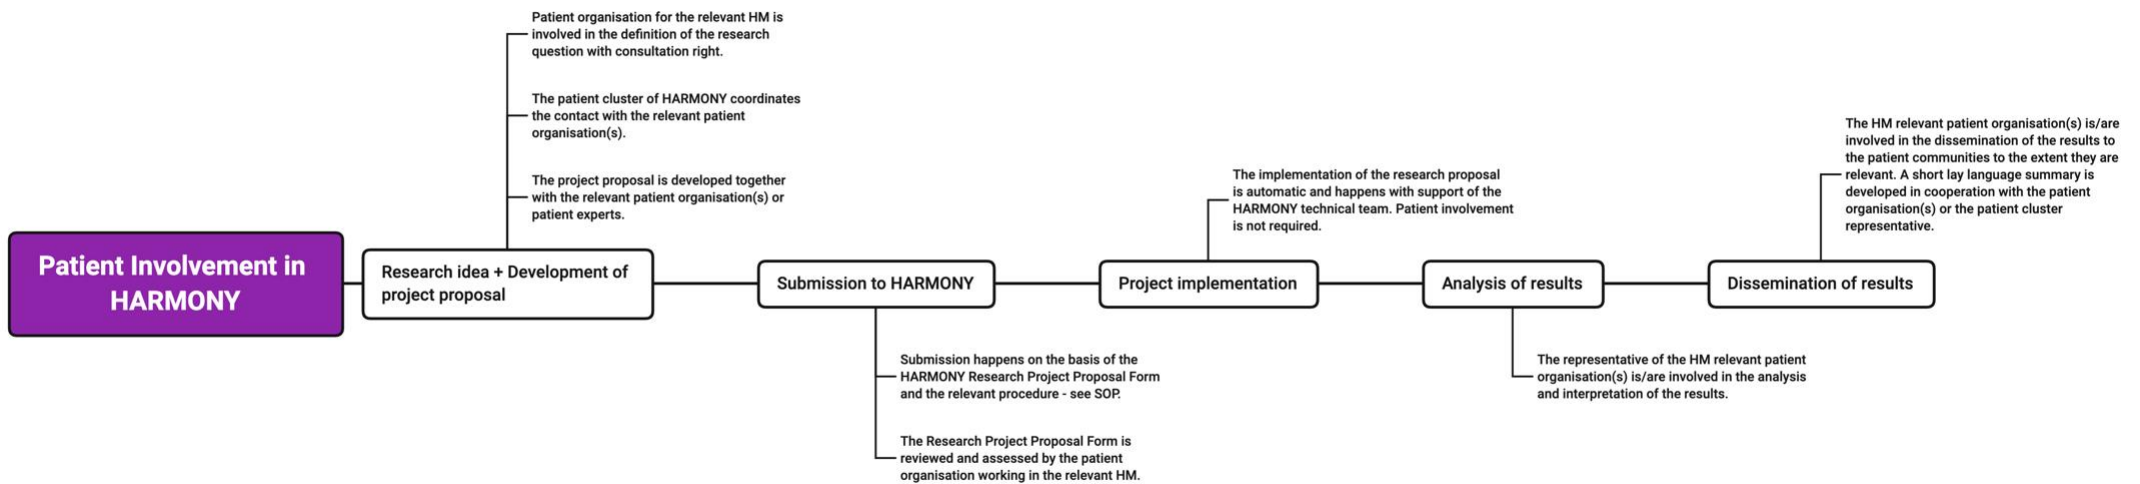 Patient Involvement in
HARMONY
Research idea + Development of
project proposal
Patient organisation for the relevant HM is
involved in the definition of the research
question with consultation right.
The patient cluster of HARMONY coordinates
the contact with the relevant patient
organisation(s).
The project proposal is developed together
with the relevant patient organisation(s) or
patient experts.
Submission to HARMONY
Submission happens on the basis of the
HARMONY Research Project Proposal Form
and the relevant procedure - see SOP.
The Research Project Proposal Form is
reviewed and assessed by the patient
organisation working in the relevant HM.
Project implementation
The implementation of the research proposal
is automatic and happens with support of the
HARMONY technical team. Patient involvement
is not required.
Analysis of results
The representative of the HM relevant patient
organisation(s) is/are involved in the analysis
and interpretation of the results.
Dissemination of results
The HM relevant patient organisation(s) is/are
involved in the dissemination of the results to
the patient communities to the extent they are
relevant. A short lay language summary is
developed in cooperation with the patient
organisation(s) or the patient cluster
representative.